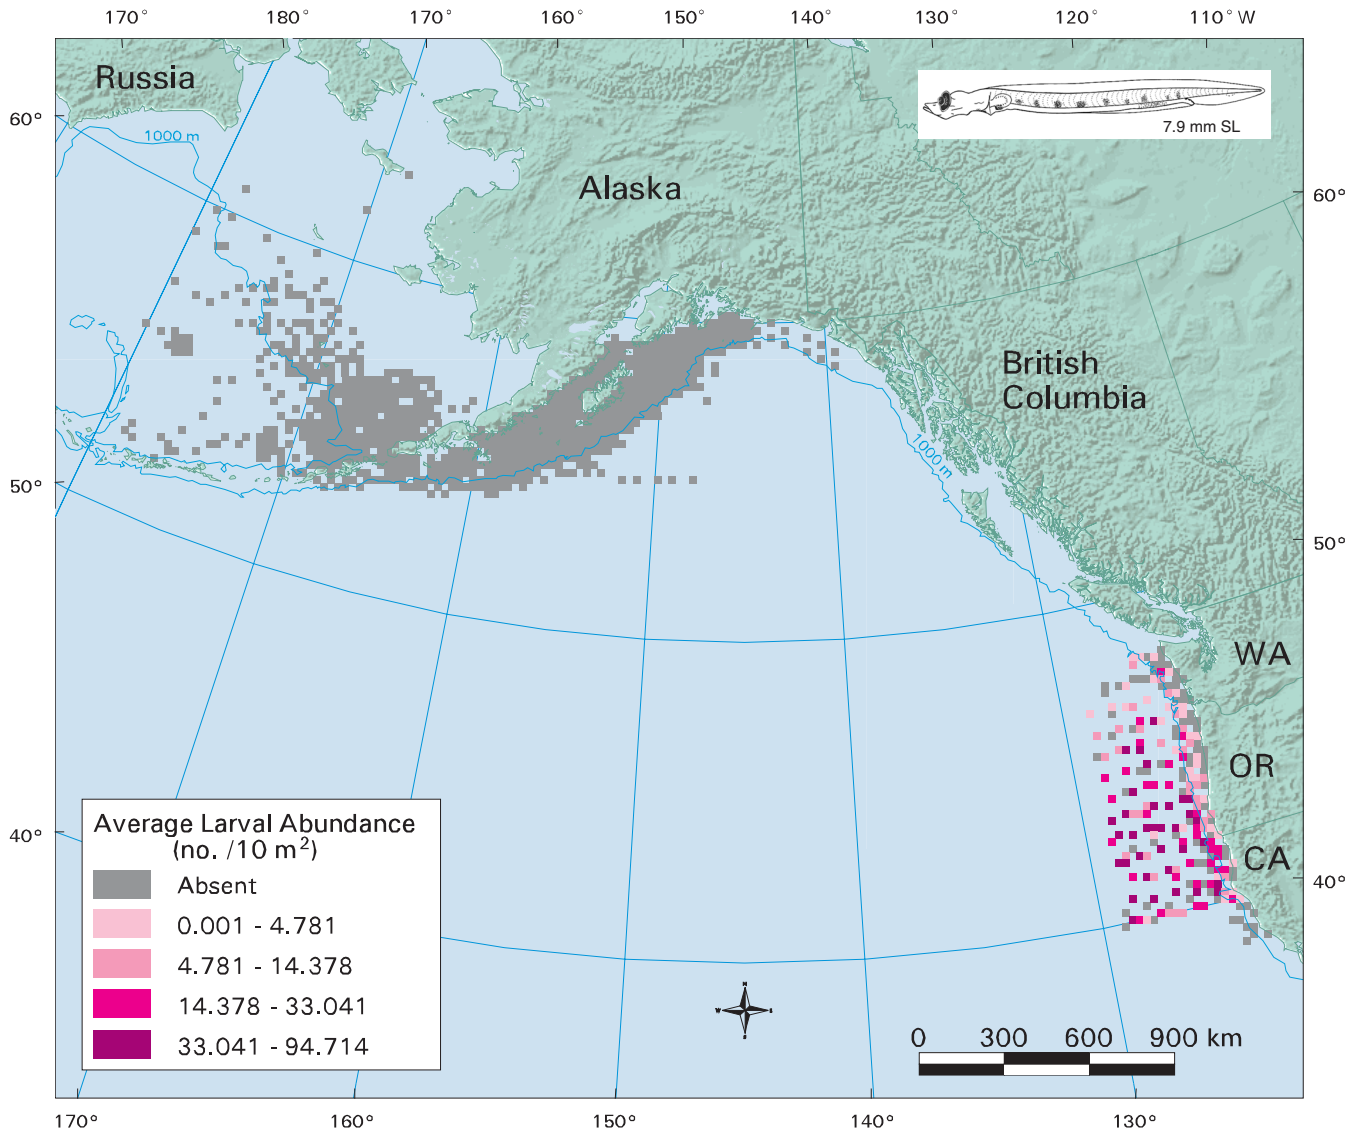 170° 180° 170° 160° 150° 140° 130° 120° 110° W
Russia
1000 m
7.9 mm SL
60°
60°
Alaska
British
Columbia
1000 m
50°
50°
WA
OR
CA
40°
40°
Average Larval Abundance
(no. /10 m²)
Absent
0.001 - 4.781
4.781 - 14.378
14.378 - 33.041
33.041 - 94.714
N
W
S
0 300 600 900 km
170° 160° 150° 140° 130°